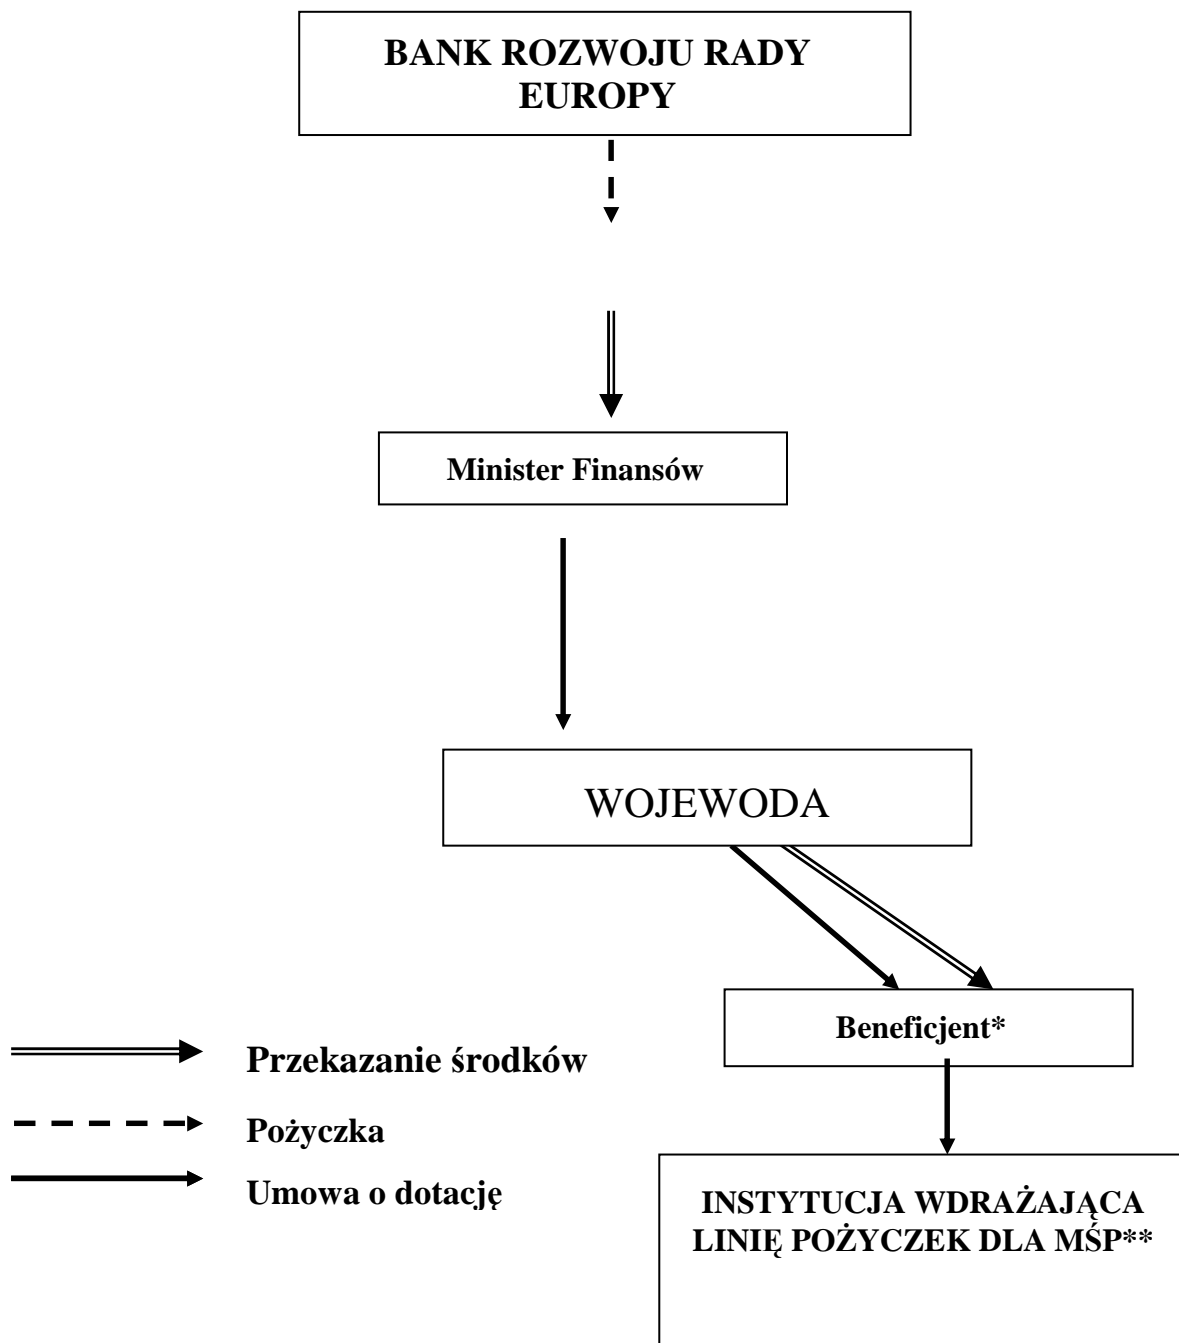 BANK ROZWOJU RADY
EUROPY
Minister Finansów
WOJEWODA
Beneficjent*
Przekazanie środków
Pożyczka
Umowa o dotację
INSTYTUCJA WDRAŻAJĄCA
LINIĘ POŻYCZEK DLA MŚP**